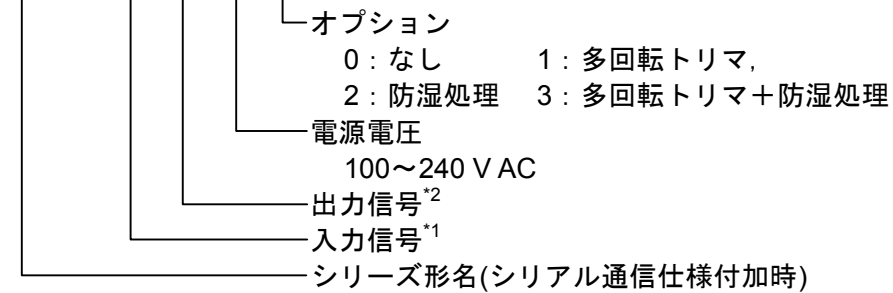 オプション
0：なし 1：多回転トリマ,
2：防湿処理 3：多回転トリマ＋防湿処理
電源電圧
100～240 V AC
出力信号*2
入力信号*1
シリーズ形名(シリアル通信仕様付加時)